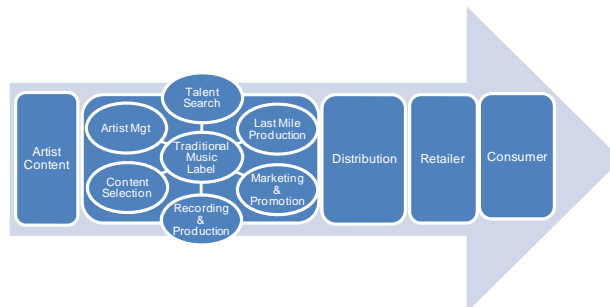 Artist
Content
Talent
Search
Artist Mgt
Last Mile
Production
Traditional
Music
Label
Content
Selection
Marketing
&
Promotion
Recording
&
Production
Distribution
Retailer
Consumer